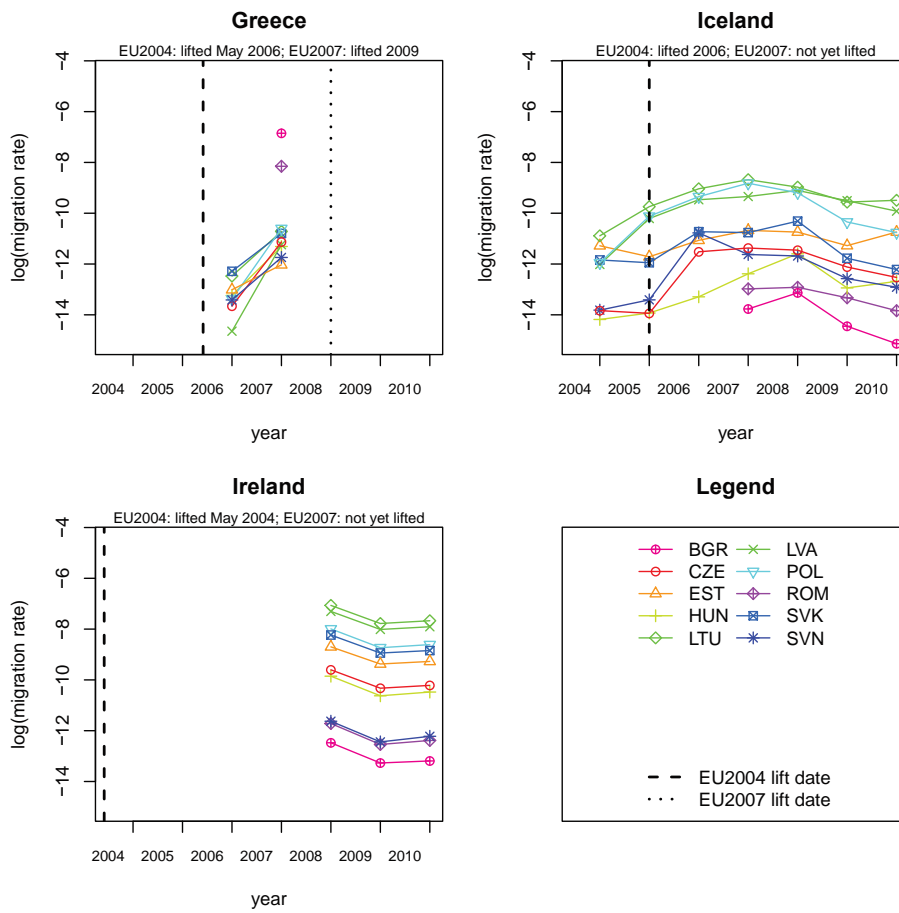 Greece
EU2004: lifted May 2006; EU2007: lifted 2009
log(migration rate)
−4
−6
−8
−10
−12
−14
2004 2005 2006 2007 2008 2009 2010
year
Iceland
EU2004: lifted 2006; EU2007: not yet lifted
log(migration rate)
−4
−6
−8
−10
−12
−14
2004 2005 2006 2007 2008 2009 2010
year
Ireland
EU2004: lifted May 2004; EU2007: not yet lifted
log(migration rate)
−4
−6
−8
−10
−12
−14
2004 2005 2006 2007 2008 2009 2010
year
Legend
BGR LVA
CZE POL
EST ROM
HUN SVK
LTU SVN
EU2004 lift date
EU2007 lift date